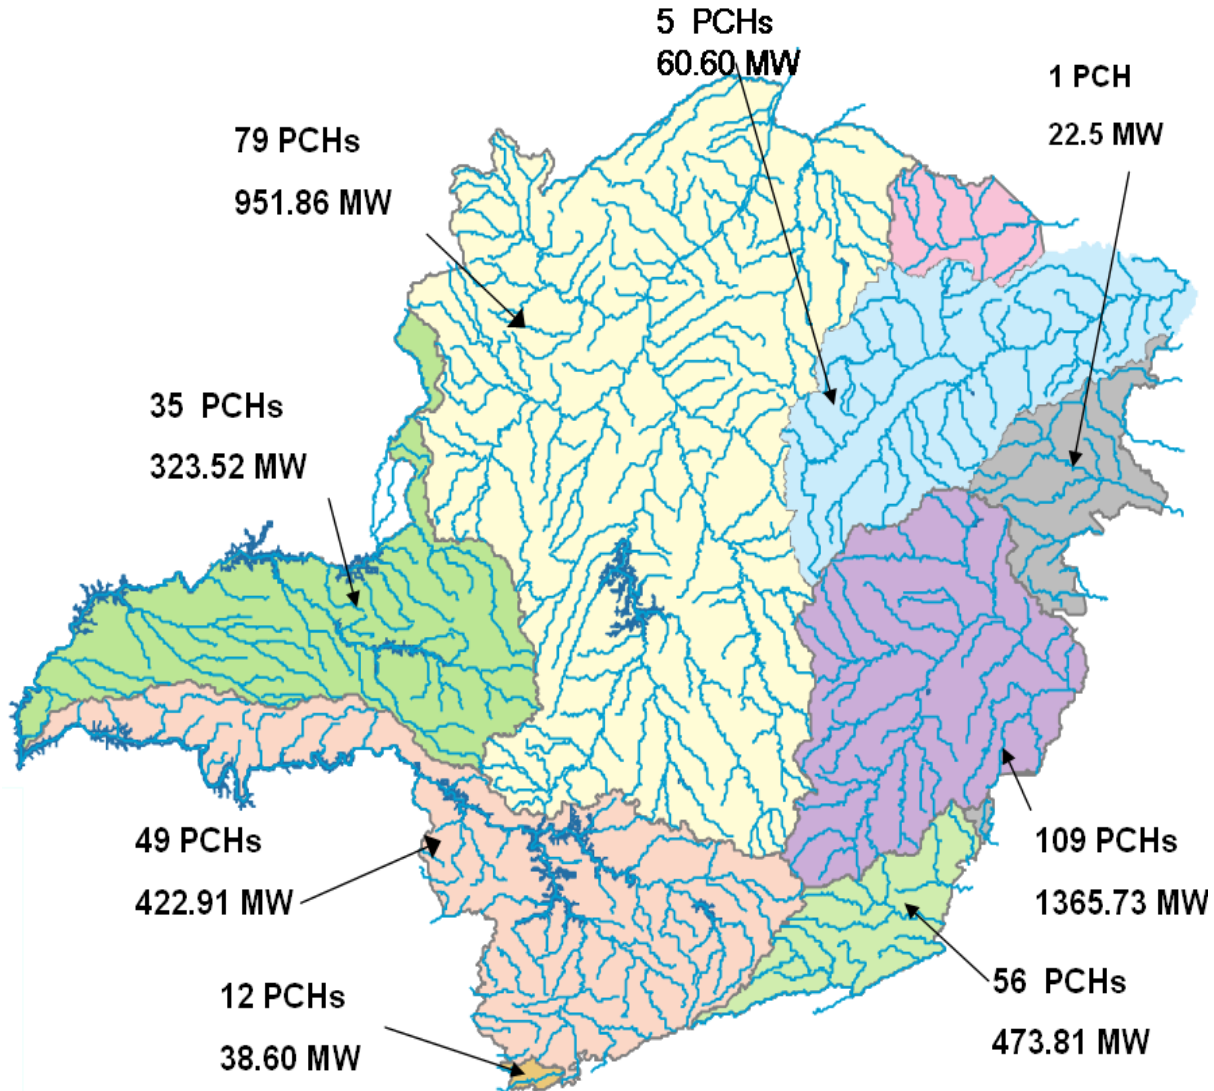 5 PCHs
60.60 MW
1 PCH
22.5 MW
79 PCHs
951.86 MW
35 PCHs
323.52 MW
49 PCHs
422.91 MW
109 PCHs
1365.73 MW
56 PCHs
473.81 MW
12 PCHs
38.60 MW